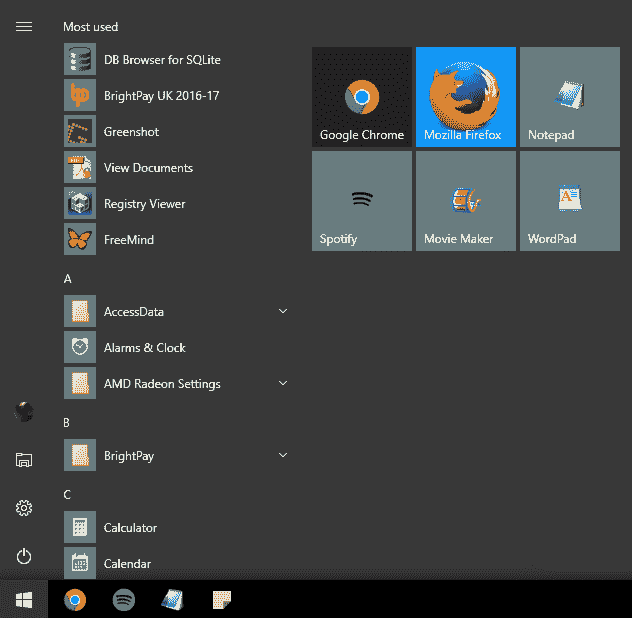 Most used
DB Browser for SQLite
BrightPay UK 2016-17
Greenshot
View Documents
Registry Viewer
FreeMind
A
AccessData
Alarms & Clock
AMD Radeon Settings
B
BrightPay
C
Calculator
Calendar
Google Chrome
Mozilla Firefox
Notepad
Spotify
Movie Maker
WordPad